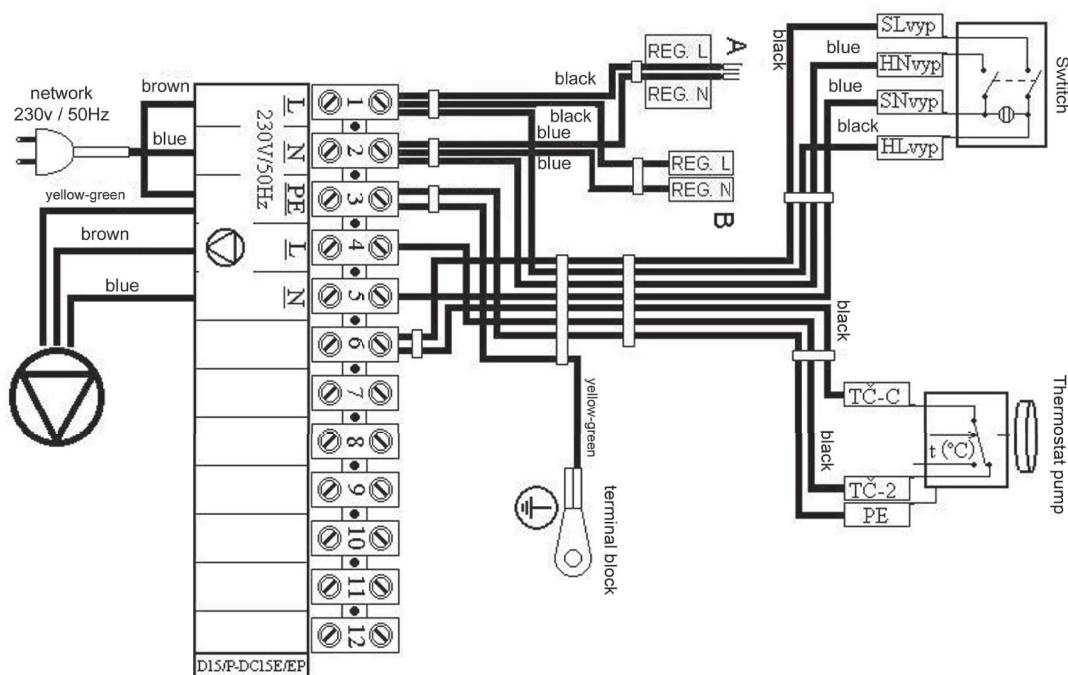 network
230v / 50Hz
brown
blue
yellow-green
brown
blue
230V/50Hz
L
N
PE
L
N
1
2
3
4
5
6
7
8
9
10
11
12
D15/P-DC15E/EP
black
black
blue
blue
REG. L
A
REG. N
REG. L
REG. N
B
black
blue
blue
black
SLvyp
HNvyp
SNvyp
HLvyp
Swtitch
black
black
TČ-C
t (°C)
TČ-2
PE
Thermostat pump
yellow-green
terminal block